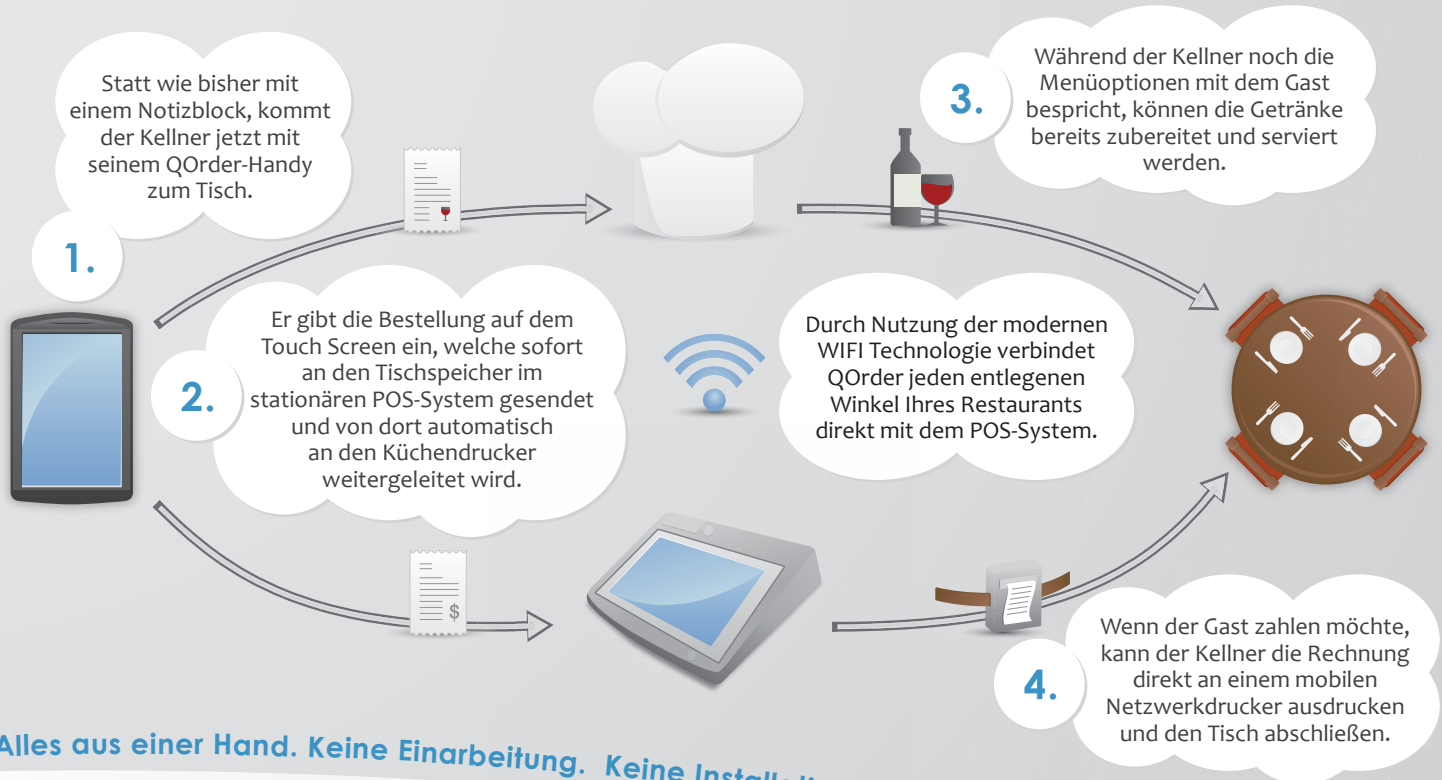 1.
Statt wie bisher mit
einem Notizblock, kommt
der Kellner jetzt mit
seinem QOrder-Handy
zum Tisch.
2.
Er gibt die Bestellung auf dem
Touch Screen ein, welche sofort
an den Tischspeicher im
stationären POS-System gesendet
und von dort automatisch
an den Küchendrucker
weitergeleitet wird.
3.
Während der Kellner noch die
Menüoptionen mit dem Gast
bespricht, können die Getränke
bereits zubereitet und serviert
werden.
Durch Nutzung der modernen
WIFI Technologie verbindet
QOrder jeden entlegenen
Winkel Ihres Restaurants
direkt mit dem POS-System.
$
4.
Wenn der Gast zahlen möchte,
kann der Kellner die Rechnung
direkt an einem mobilen
Netzwerkdrucker ausdrucken
und den Tisch abschließen.
Alles aus einer Hand. Keine Einarbeitung. Keine